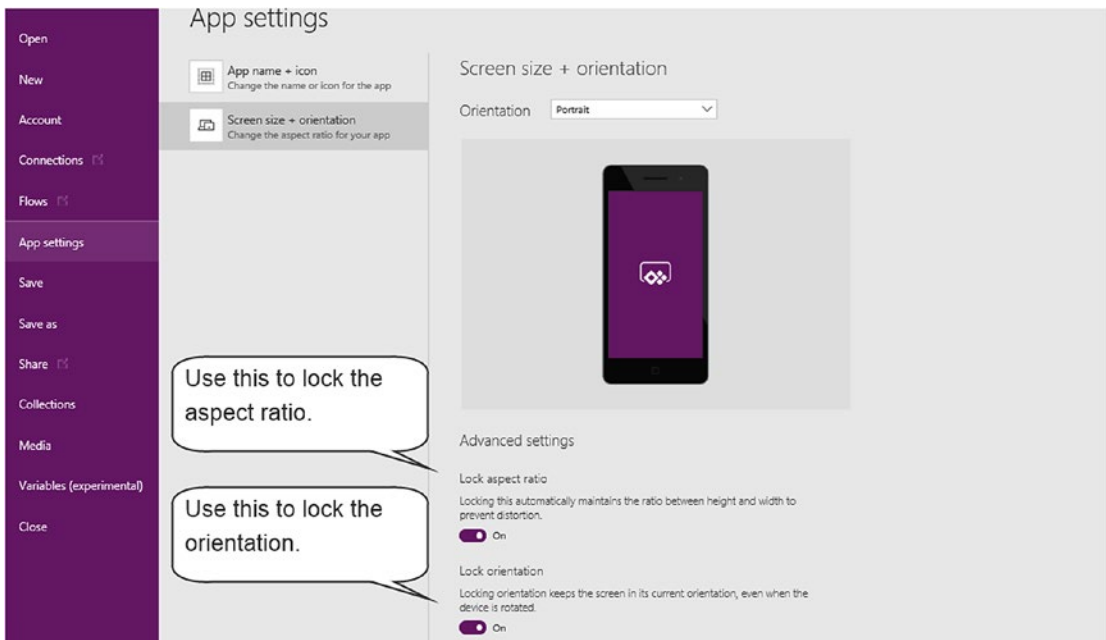 Open
New
Account
Connections
Flows
App settings
Save
Save as
Share
Collections
Media
Variables (experimental)
Close
App settings
App name + icon
Change the name or icon for the app
Screen size + orientation
Change the aspect ratio for your app
Use this to lock the
aspect ratio.
Use this to lock the
orientation.
Screen size + orientation
Orientation Portrait
Advanced settings
Lock aspect ratio
Locking this automatically maintains the ratio between height and width to
prevent distortion.
On
Lock orientation
Locking orientation keeps the screen in its current orientation, even when the
device is rotated.
On